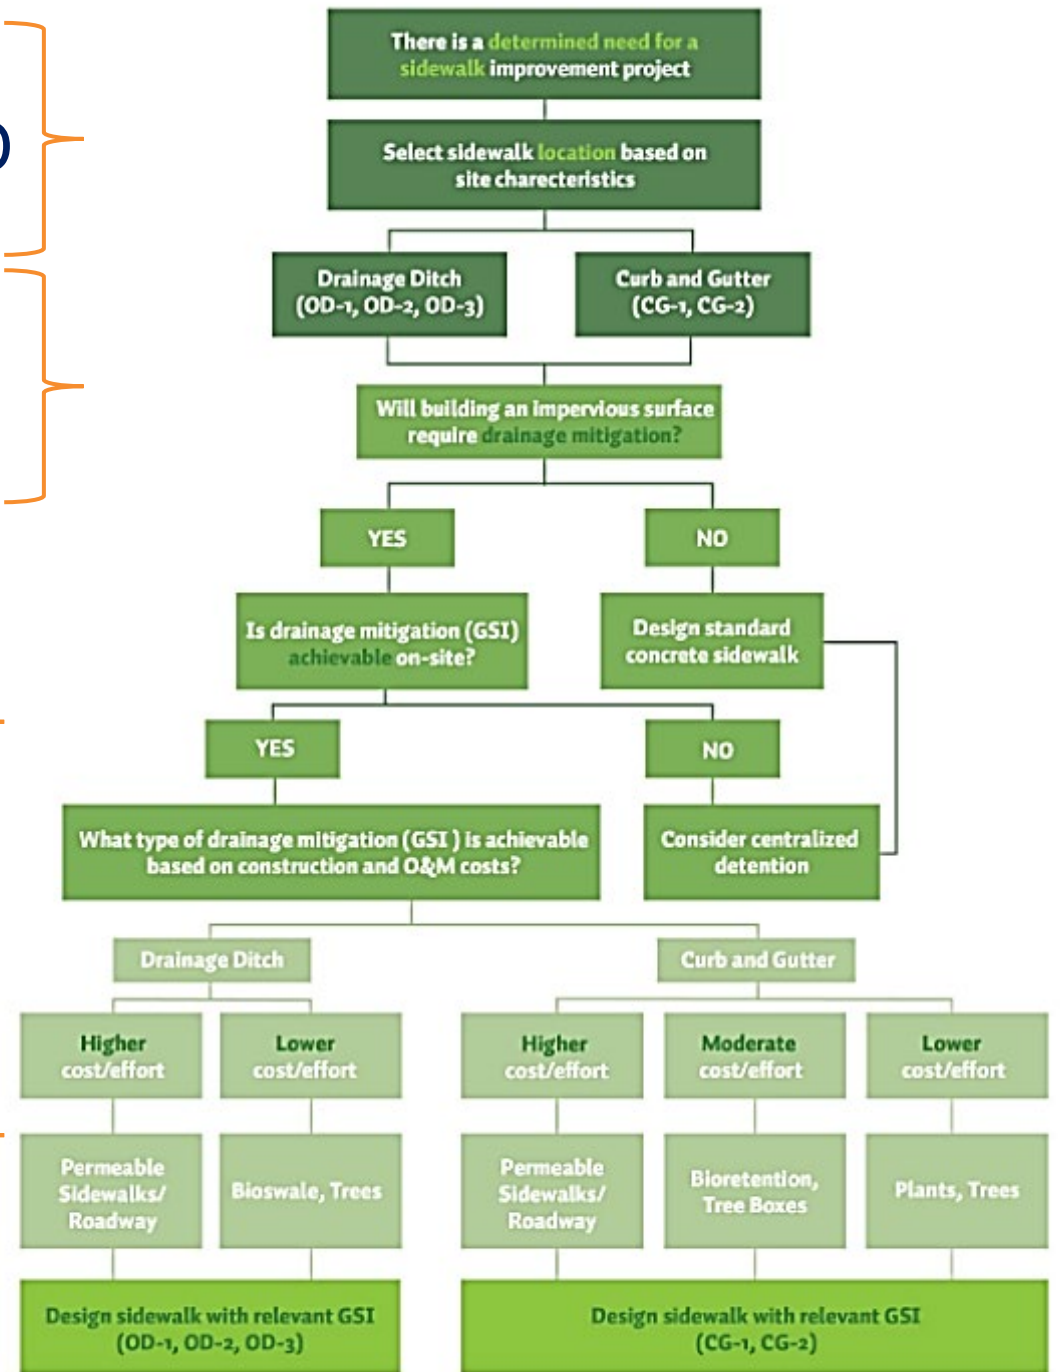 There is a determined need for a
sidewalk improvement project
Select sidewalk location based on
site charecteristics
Drainage Ditch
(OD-1, OD-2, OD-3)
Curb and Gutter
(CG-1, CG-2)
Will building an impervious surface
require drainage mitigation?
YES
NO
Is drainage mitigation (GSI)
achievable on-site?
Design standard
concrete sidewalk
YES
NO
What type of drainage mitigation (GSI ) is achievable
based on construction and O&M costs?
Consider centralized
detention
Drainage Ditch
Curb and Gutter
Higher
cost/effort
Lower
cost/effort
Higher
cost/effort
Moderate
cost/effort
Lower
cost/effort
Permeable
Sidewalks/
Roadway
Bioswale, Trees
Permeable
Sidewalks/
Roadway
Bioretention,
Tree Boxes
Plants, Trees
Design sidewalk with relevant GSI
(OD-1, OD-2, OD-3)
Design sidewalk with relevant GSI
(CG-1, CG-2)